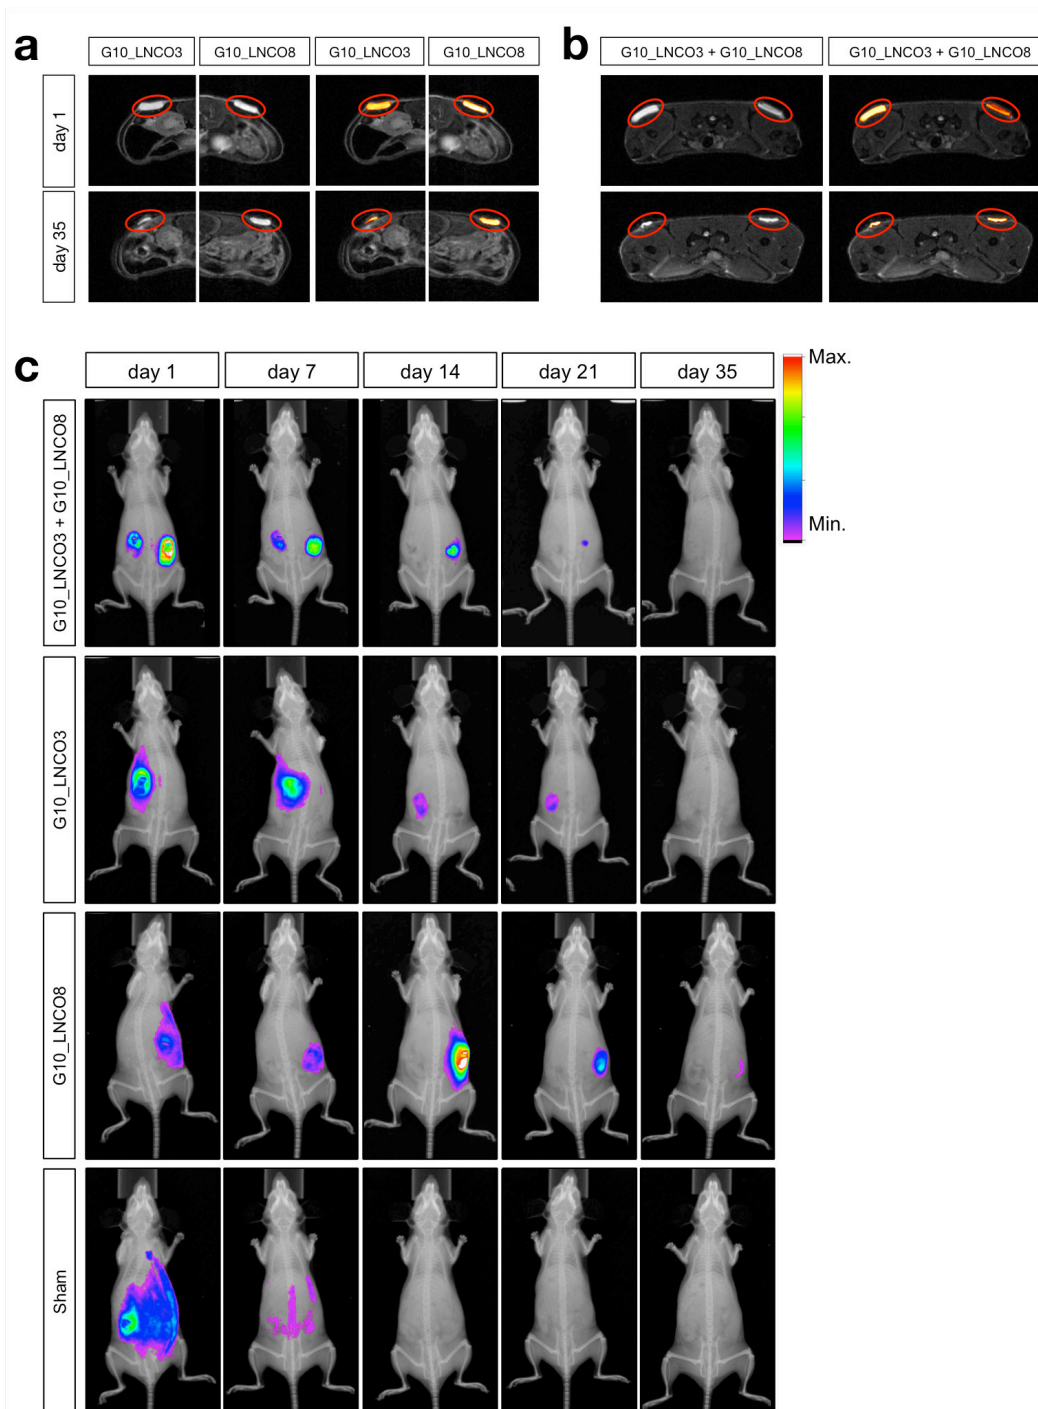 a
G10_LNCO3
G10_LNCO8
G10_LNCO3
G10_LNCO8
day 1
day 35
b
G10_LNCO3 + G10_LNCO8
G10_LNCO3 + G10_LNCO8
c
day 1
day 7
day 14
day 21
day 35
Max.
Min.
G10_LNCO3 + G10_LNCO8
G10_LNCO3
G10_LNCO8
Sham